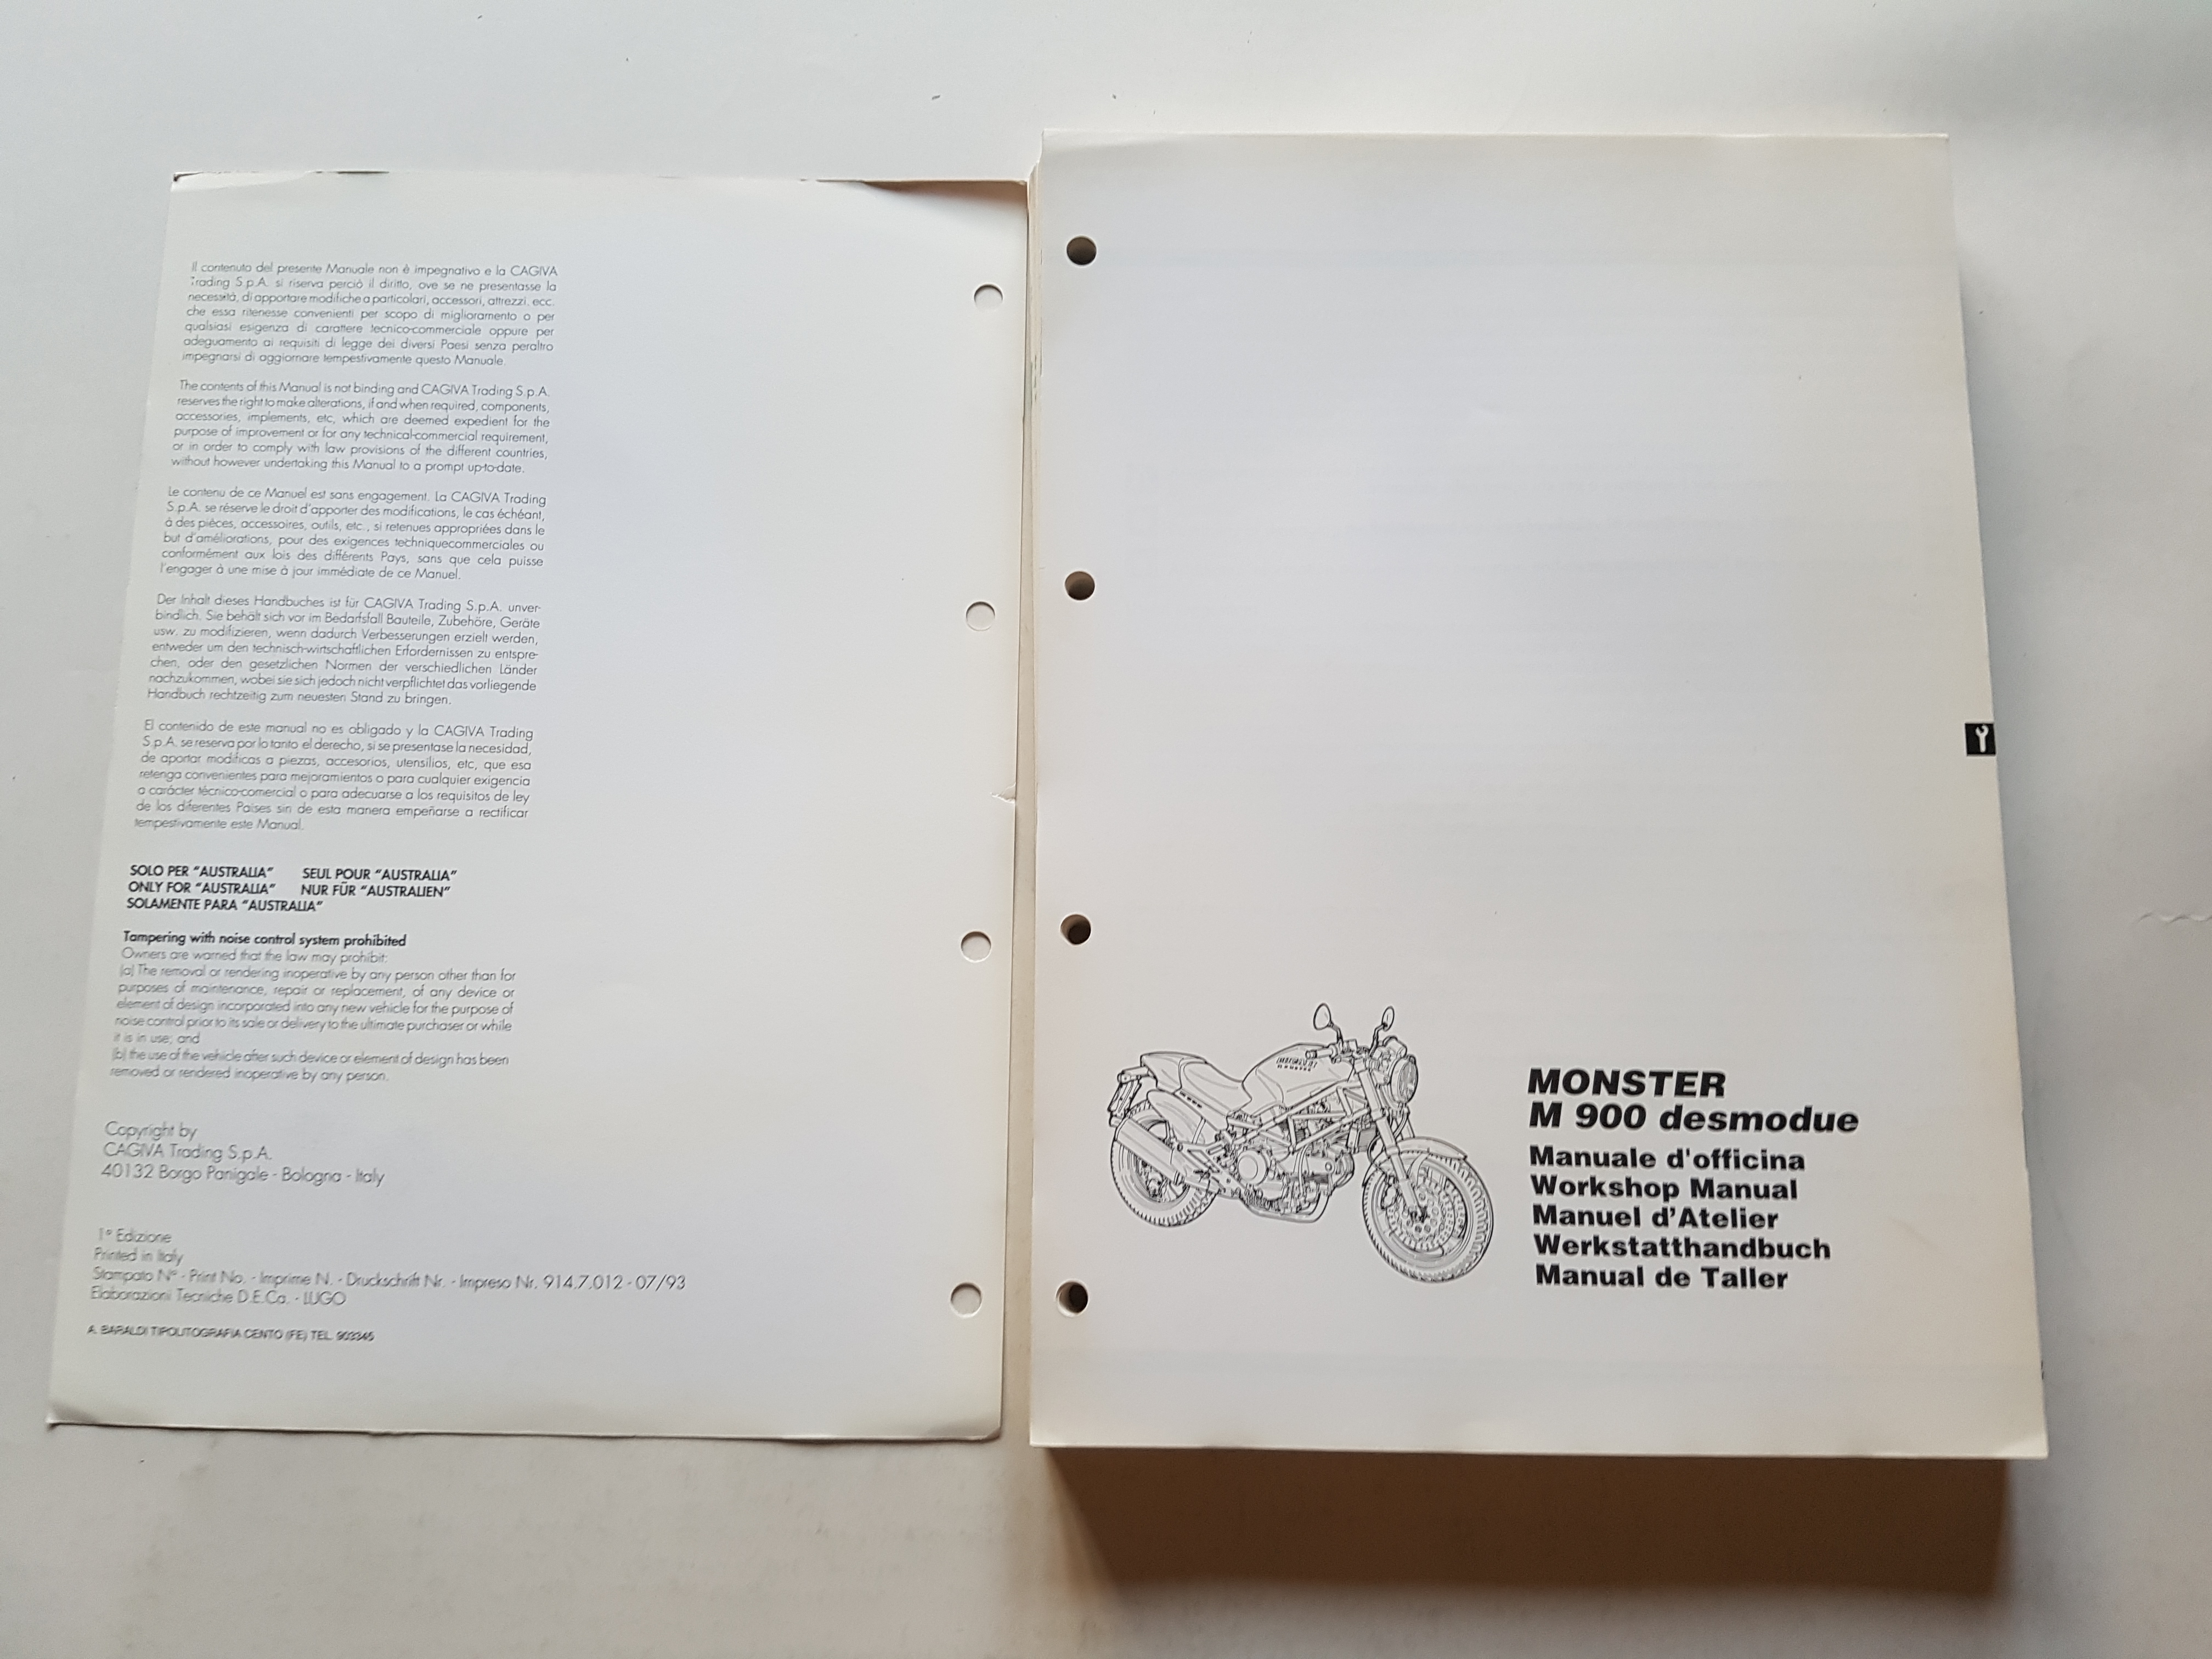 Il contenuto del presente Manuale non è impegnativo e la CAGIVA
Trading S.p.A. si riserva perciò il diritto, ove se ne presentasse la
necessità, di apportare modifiche a particolari, accessori, attrezzi. ecc.
che essa ritenesse convenienti per scopo di miglioramento o per
qualsiasi esigenza di carattere tecnico-commerciale oppure per
adeguamento ai requisiti di legge dei diversi Paesi senza peraltro
impegnarsi di aggiornare tempestivamente questo Manuale.
The contents of this Manual is not binding and CAGIVA Trading S.p.A.
reserves the right to make alterations, if and when required, components,
accessories, implements, etc, which are deemed expedient for the
purpose of improvement or for any technical-commercial requirement,
or in order to comply with law provisions of the different countries,
without however undertaking this Manual to a prompt up-to-date.
Le contenu de ce Manuel est sans engagement. La CAGIVA Trading
S.p.A. se réserve le droit d'apporter des modifications, le cas échéant,
à des pièces, accessoires, outils, etc., si retenues appropriées dans le
but d'améliorations, pour des exigences techniquecommerciales ou
conformément aux lois des différents Pays, sans que cela puisse
l'engager à une mise à jour immédiate de ce Manuel.
Der Inhalt dieses Handbuches ist für CAGIVA Trading S.p.A. unver-
bindlich. Sie behält sich vor im Bedarfsfall Bauteile, Zubehöre, Geräte
usw. zu modifizieren, wenn dadurch Verbesserungen erzielt werden,
entweder um den technisch-wirtschaftlichen Erfordernissen zu entspre-
chen, oder den gesetzlichen Normen der verschiedlichen Länder
nachzukommen, wobei sie sich jedoch nicht verpflichtet das vorliegende
Handbuch rechtzeitig zum neuesten Stand zu bringen.
El contenido de este manual no es obligado y la CAGIVA Trading
S.p.A. se reserva por lo tanto el derecho, si se presentase la necesidad,
de aportar modificas a piezas, accesorios, utensilios, etc, que esa
retenga convenientes para mejoramientos o para cualquier exigencia
a carácter técnico-comercial o para adecuarse a los requisitos de ley
de los diferentes Países sin de esta manera empeñarse a rectificar
tempestivamente este Manual.
SOLO PER "AUSTRALIA" SEUL POUR "AUSTRALIA"
ONLY FOR "AUSTRALIA" NUR FÜR "AUSTRALIEN"
SOLAMENTE PARA "AUSTRALIA"
Tampering with noise control system prohibited
Owners are warned that the law may prohibit:
(a) The removal or rendering inoperative by any person other than for
purposes of maintenance, repair or replacement, of any device or
element of design incorporated into any new vehicle for the purpose of
noise control prior to its sale or delivery to the ultimate purchaser or while
it is in use; and
(b) the use of the vehicle after such device or element of design has been
removed or rendered inoperative by any person.
Copyright by
CAGIVA Trading S.p.A.
40132 Borgo Panigale - Bologna - Italy
1° Edizione
Printed in Italy
Stampato N° - Print No. - Imprime N. - Druckschrift Nr. - Impreso Nr. 914.7.012 - 07/93
Elaborazioni Tecniche D.E.Ca. - LUGO
A. BARALDI TIPOLITOGRAFIA CENTO (FE) TEL. 903345
MONSTER
M 900 desmodue
Manuale d'officina
Workshop Manual
Manuel d'Atelier
Werkstatthandbuch
Manual de Taller